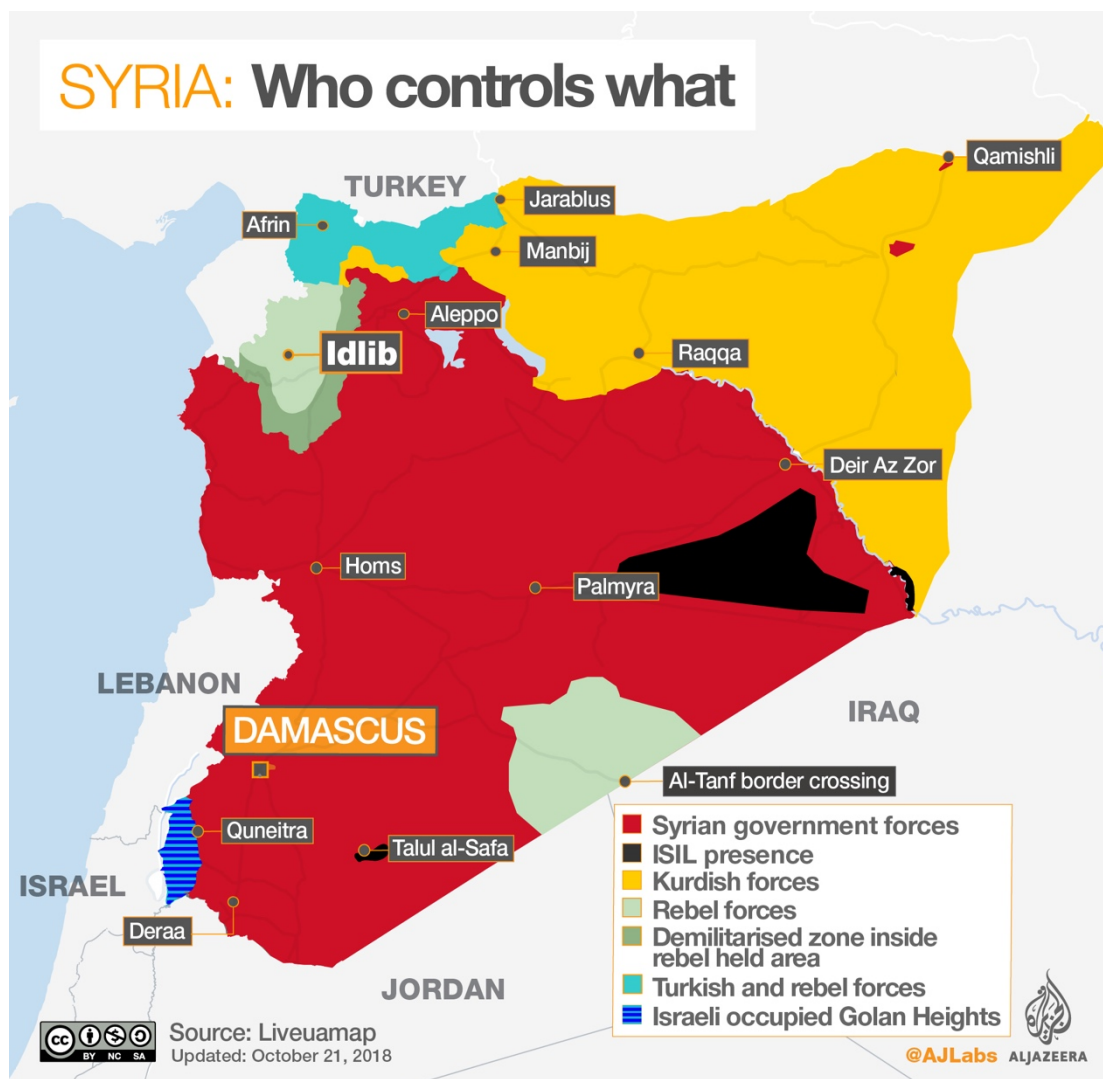 SYRIA: Who controls what
Qamishli
TURKEY
Jarablus
Afrin
Manbij
Aleppo
Idlib
Raqqa
Deir Az Zor
Homs
Palmyra
LEBANON
IRAQ
DAMASCUS
Al-Tanf border crossing
Quneitra
Talul al-Safa
ISRAEL
Deraa
JORDAN
Syrian government forces
ISIL presence
Kurdish forces
Rebel forces
Demilitarised zone inside
rebel held area
Turkish and rebel forces
Israeli occupied Golan Heights
cc BY NC SA
Source: Liveuamap
Updated: October 21, 2018
@AJLabs ALJAZEERA